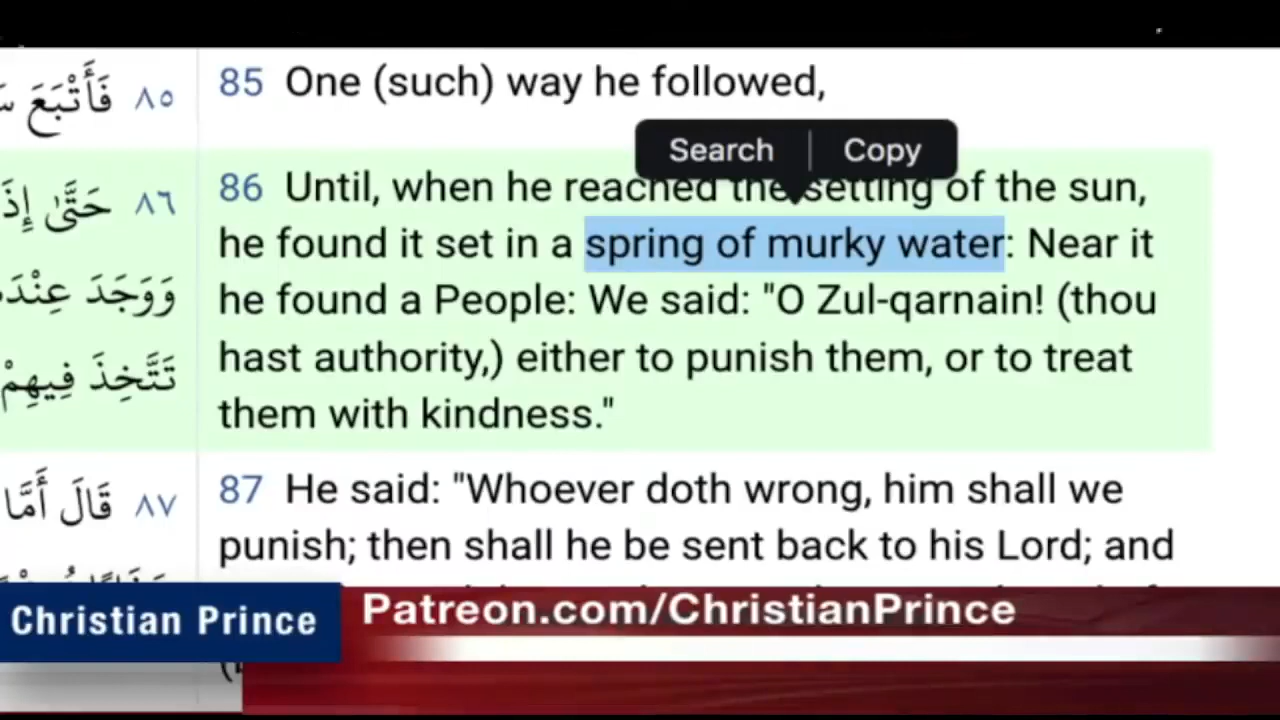 85 One (such) way he followed,
٨٥ فَأَتْبَعَ
Search
Copy
86 Until, when he reached the setting of the sun,
he found it set in a spring of murky water: Near it
he found a People: We said: "O Zul-qarnain! (thou
hast authority,) either to punish them, or to treat
them with kindness."
٨٦ حَتَّىٰ إِذَ
وَوَجَدَ عِندَ
تَتَّخِذَ فِيهِمْ
87 He said: "Whoever doth wrong, him shall we
punish; then shall he be sent back to his Lord; and
٨٧ قَالَ أَمَّا
Christian Prince
Patreon.com/ChristianPrince